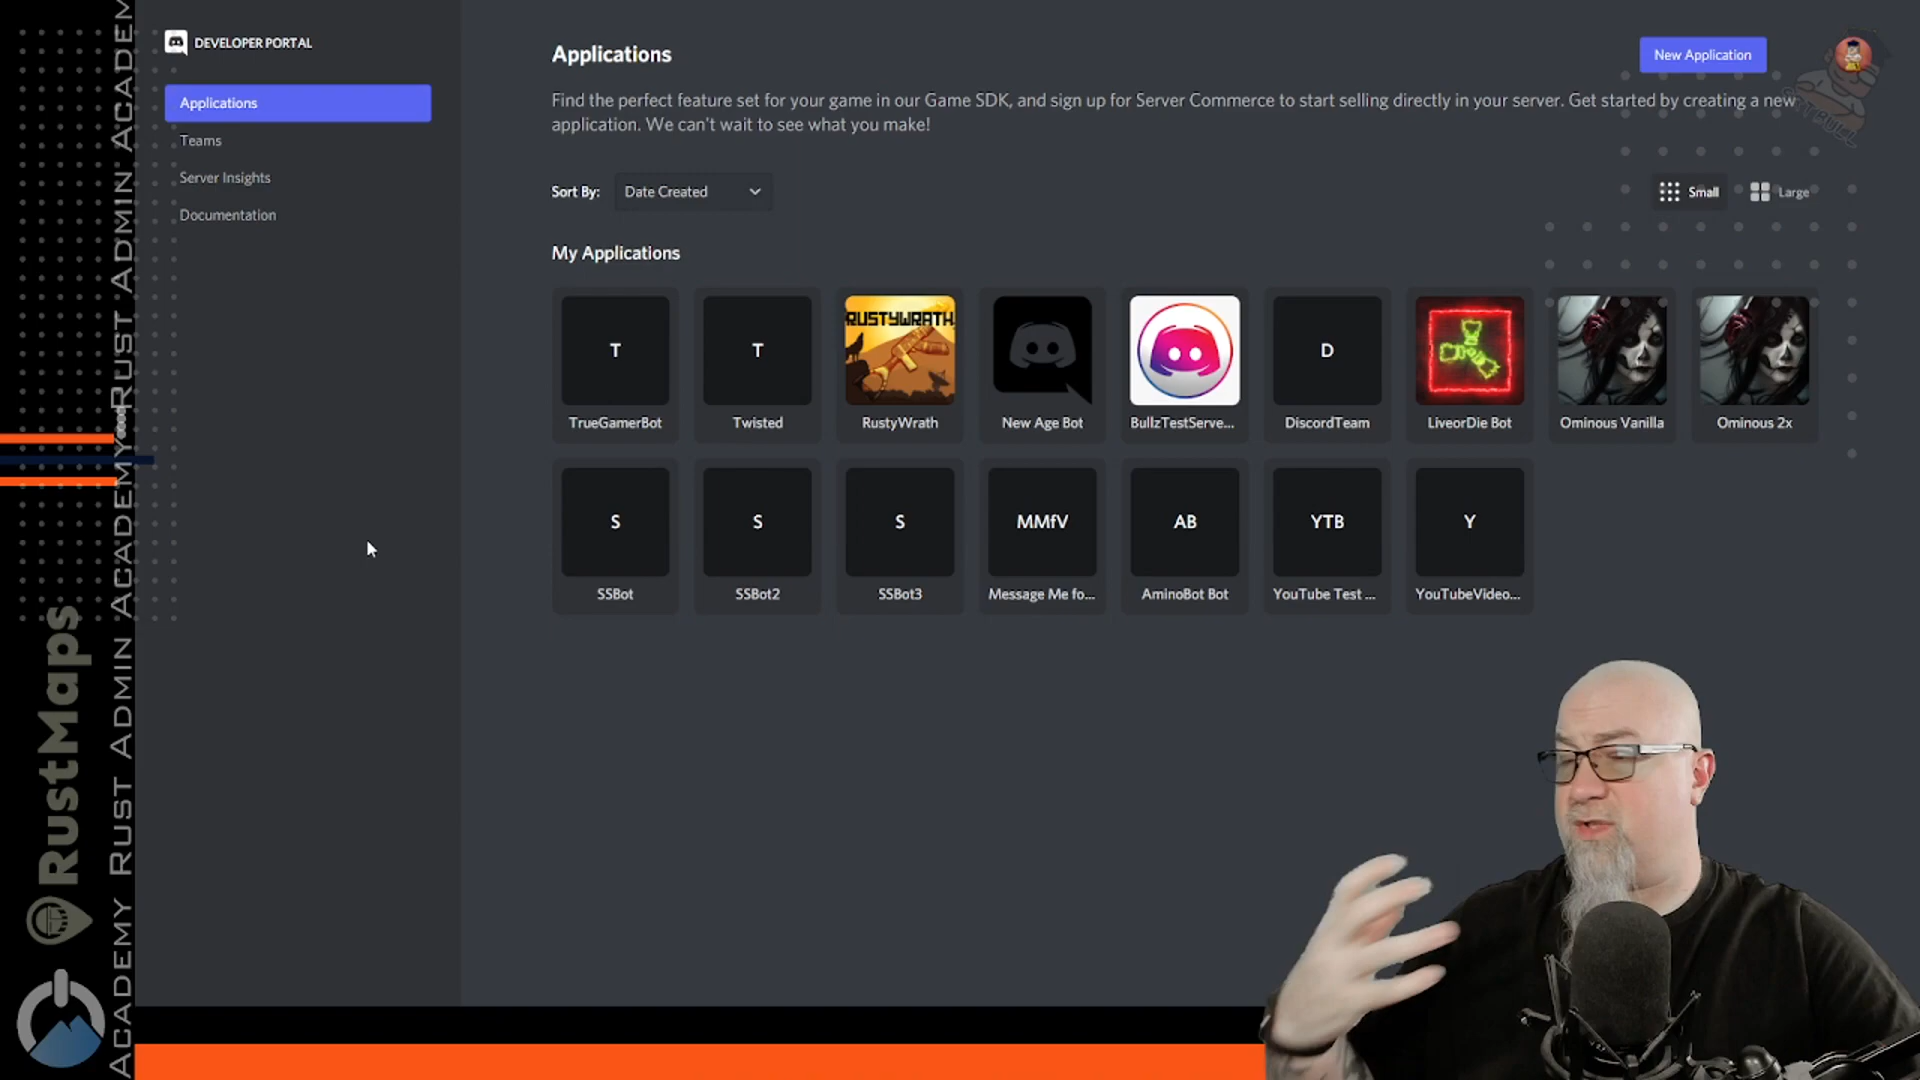 DEVELOPER PORTAL
Applications
Teams
Server Insights
Documentation
Applications
New Application
Find the perfect feature set for your game in our Game SDK, and sign up for Server Commerce to start selling directly in your server. Get started by creating a new
application. We can't wait to see what you make!
Sort By:
Date Created
Small
Large
My Applications
T
T
RUSTYWRATH
D
TrueGamerBot
Twisted
RustyWrath
New Age Bot
BullzTestServe...
DiscordTeam
LiveorDie Bot
Ominous Vanilla
Ominous 2x
S
S
S
MMfV
AB
YTB
Y
SSBot
SSBot2
SSBot3
Message Me fo...
AminoBot Bot
YouTube Test ...
YouTubeVideo...
RustMaps
ACADEMY RUST ADMIN ACADEMY
RUST ADMIN ACADEM